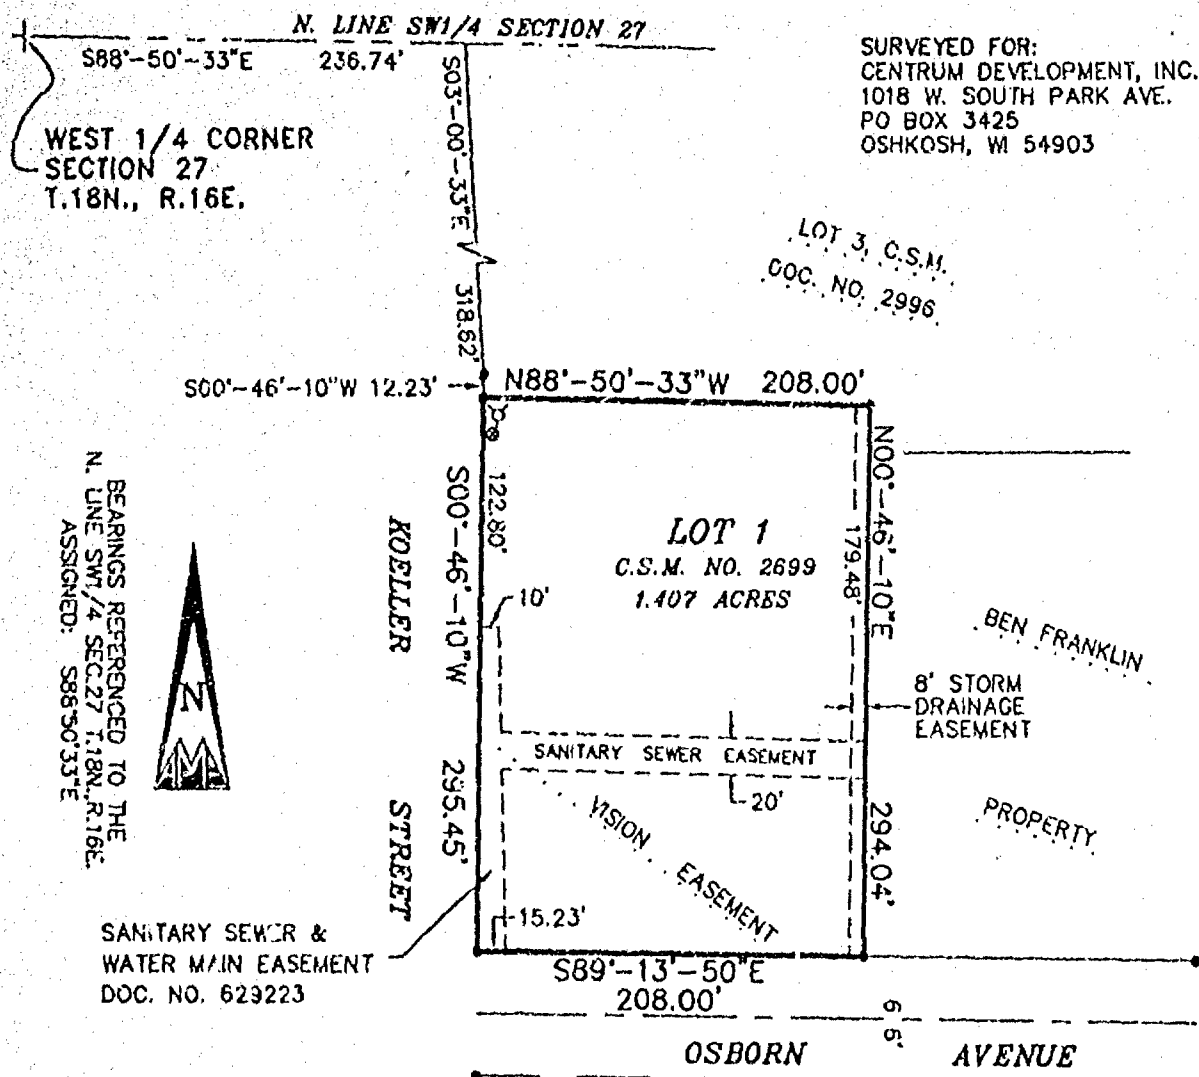 N. LINE SW1/4 SECTION 27
S88°-50'-33"E 236.74'
WEST 1/4 CORNER
SECTION 27
T.18N., R.16E.
S03°-00'-33"E
318.62'
SURVEYED FOR:
CENTRUM DEVELOPMENT, INC.
1018 W. SOUTH PARK AVE.
PO BOX 3425
OSHKOSH, WI 54903
LOT 3, C.S.M.
DOC. NO. 2996
S00°-46'-10"W 12.23'
N88°-50'-33"W 208.00'
BEARINGS REFERENCED TO THE
N. LINE SW1/4 SEC.27 T.18N.,R.16E.
ASSIGNED: S88°50'33"E
N
KOELLER STREET
S00°-46'-10"W 295.45'
122.80'
LOT 1
C.S.M. NO. 2699
1.407 ACRES
179.48'
N00°-46'-10"E
294.04'
10'
BEN FRANKLIN
PROPERTY
8' STORM
DRAINAGE
EASEMENT
SANITARY SEWER EASEMENT
20'
VISION EASEMENT
15.23'
SANITARY SEWER &
WATER MAIN EASEMENT
DOC. NO. 629223
S89°-13'-50"E
208.00'
66'
OSBORN AVENUE